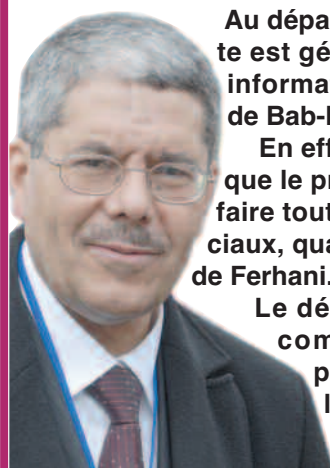 Au dépa
te est gé
informa
de Bab-
En eff
que le pr
faire tout
ciaux, qua
de Ferhani.
Le dé
com
p
l